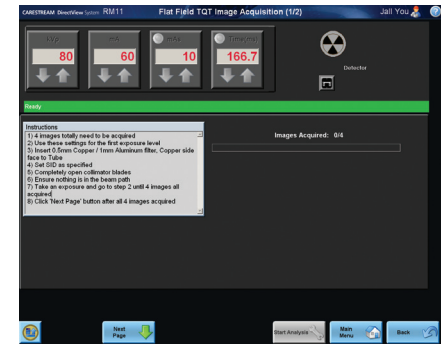 CARESTREAM DirectView System RM11 Flat Field TQT Image Acquisition (1/2) Jall You
kVp mA mAs Time(ms)
80 60 10 166.7
Detector
Ready
Instructions
1) 4 images totally need to be acquired
2) Use these settings for the first exposure level
3) Insert 0.5mm Copper / 1mm Aluminum filter, Copper side
face to Tube
4) Set SID as specified
5) Completely open collimator blades
6) Ensure nothing is in the beam path
7) Take an exposure and go to step 2 until 4 images all
acquired
8) Click 'Next Page' button after all 4 images acquired
Images Acquired: 0/4
Next
Page
Start Analysis
Main
Menu
Back